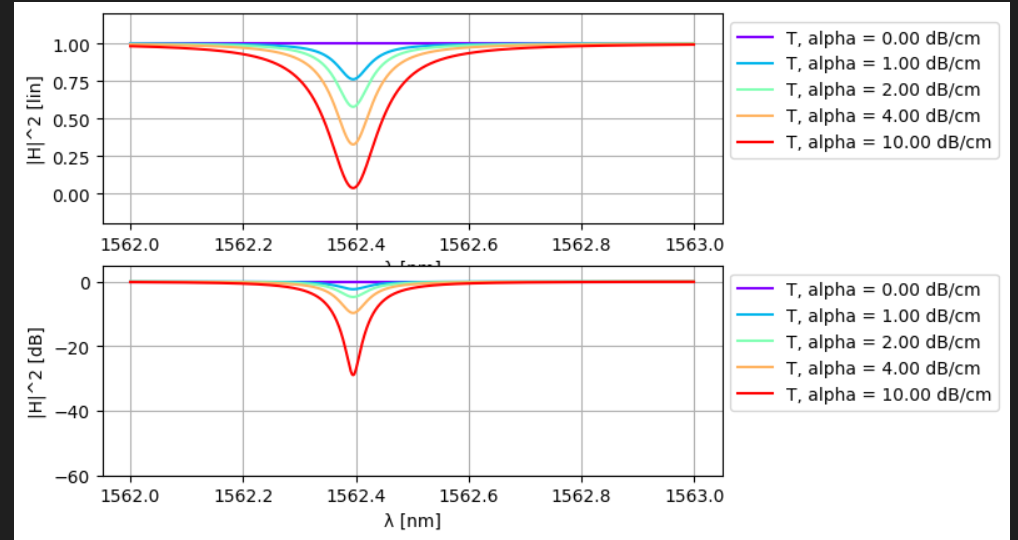 |H|^2 [lin]
1.00
0.75
0.50
0.25
0.00
1562.0 1562.2 1562.4 1562.6 1562.8 1563.0
λ [nm]
T, alpha = 0.00 dB/cm
T, alpha = 1.00 dB/cm
T, alpha = 2.00 dB/cm
T, alpha = 4.00 dB/cm
T, alpha = 10.00 dB/cm
|H|^2 [dB]
0
−20
−40
−60
1562.0 1562.2 1562.4 1562.6 1562.8 1563.0
λ [nm]
T, alpha = 0.00 dB/cm
T, alpha = 1.00 dB/cm
T, alpha = 2.00 dB/cm
T, alpha = 4.00 dB/cm
T, alpha = 10.00 dB/cm